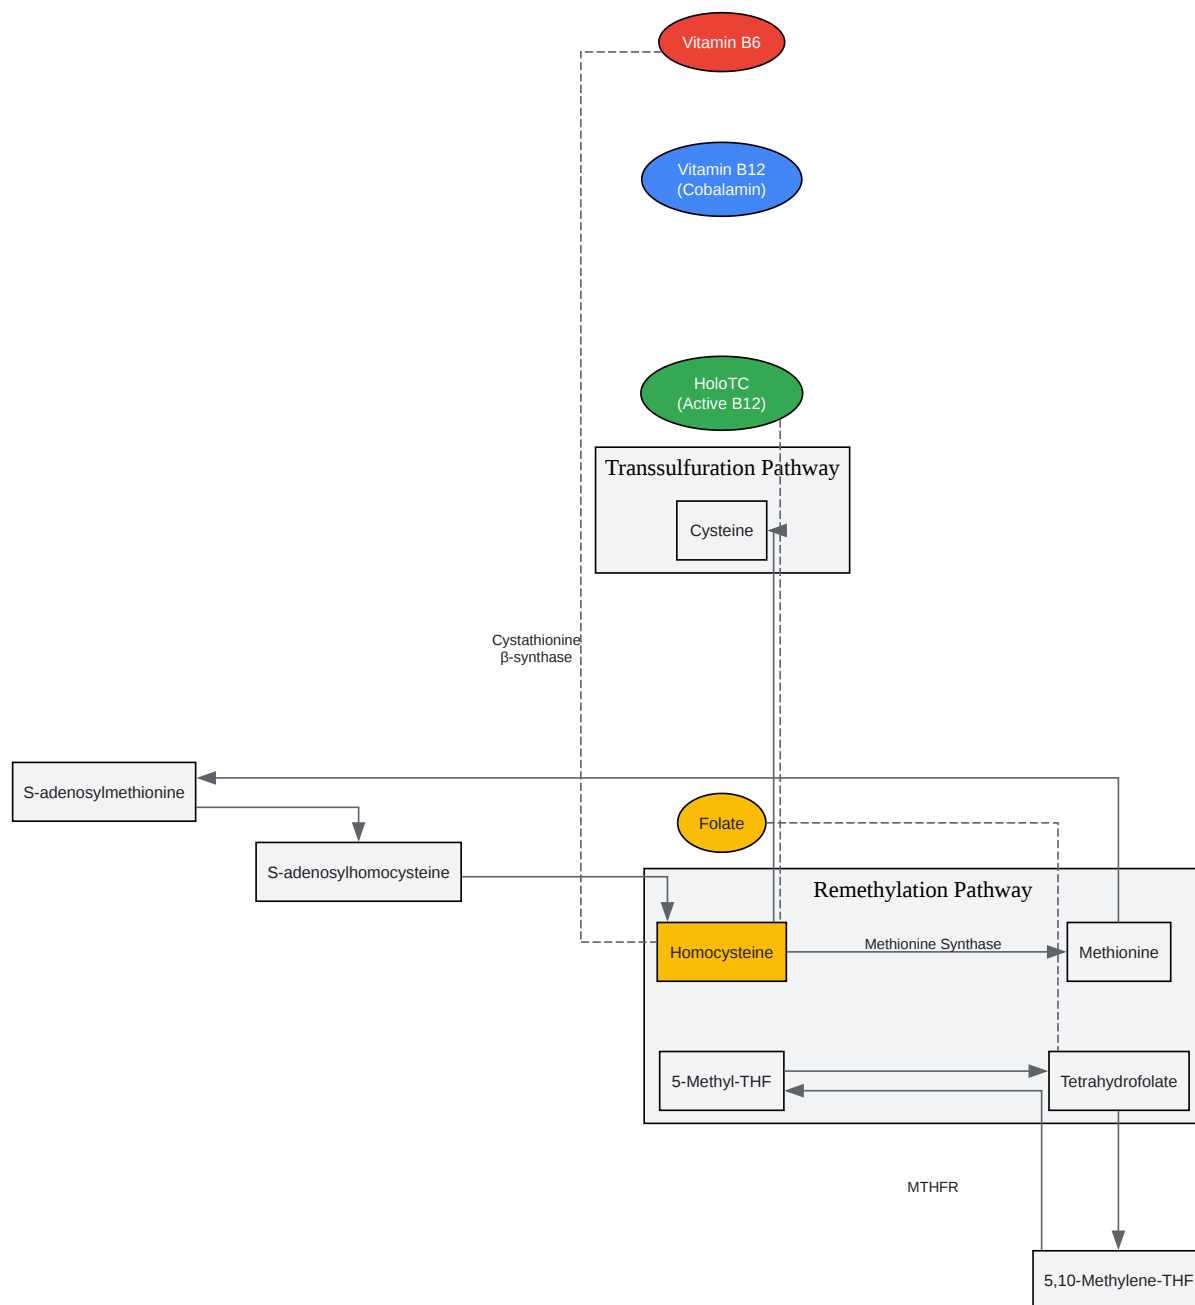 Vitamin B6
Vitamin B12
(Cobalamin)
HoloTC
(Active B12)
Transsulfuration Pathway
Cysteine
Cystathionine
β-synthase
S-adenosylmethionine
Folate
S-adenosylhomocysteine
Remethylation Pathway
Homocysteine
Methionine Synthase
Methionine
5-Methyl-THF
Tetrahydrofolate
MTHFR
5,10-Methylene-THF